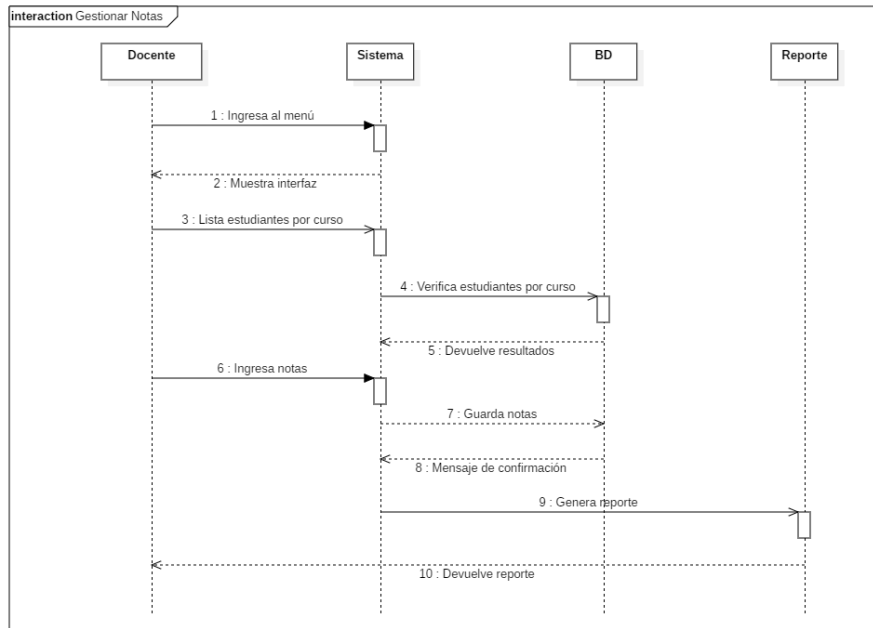 interaction Gestionar Notas
Docente
Sistema
BD
Reporte
1 : Ingresa al menú
2 : Muestra interfaz
3 : Lista estudiantes por curso
4 : Verifica estudiantes por curso
5 : Devuelve resultados
6 : Ingresa notas
7 : Guarda notas
8 : Mensaje de confirmación
9 : Genera reporte
10 : Devuelve reporte